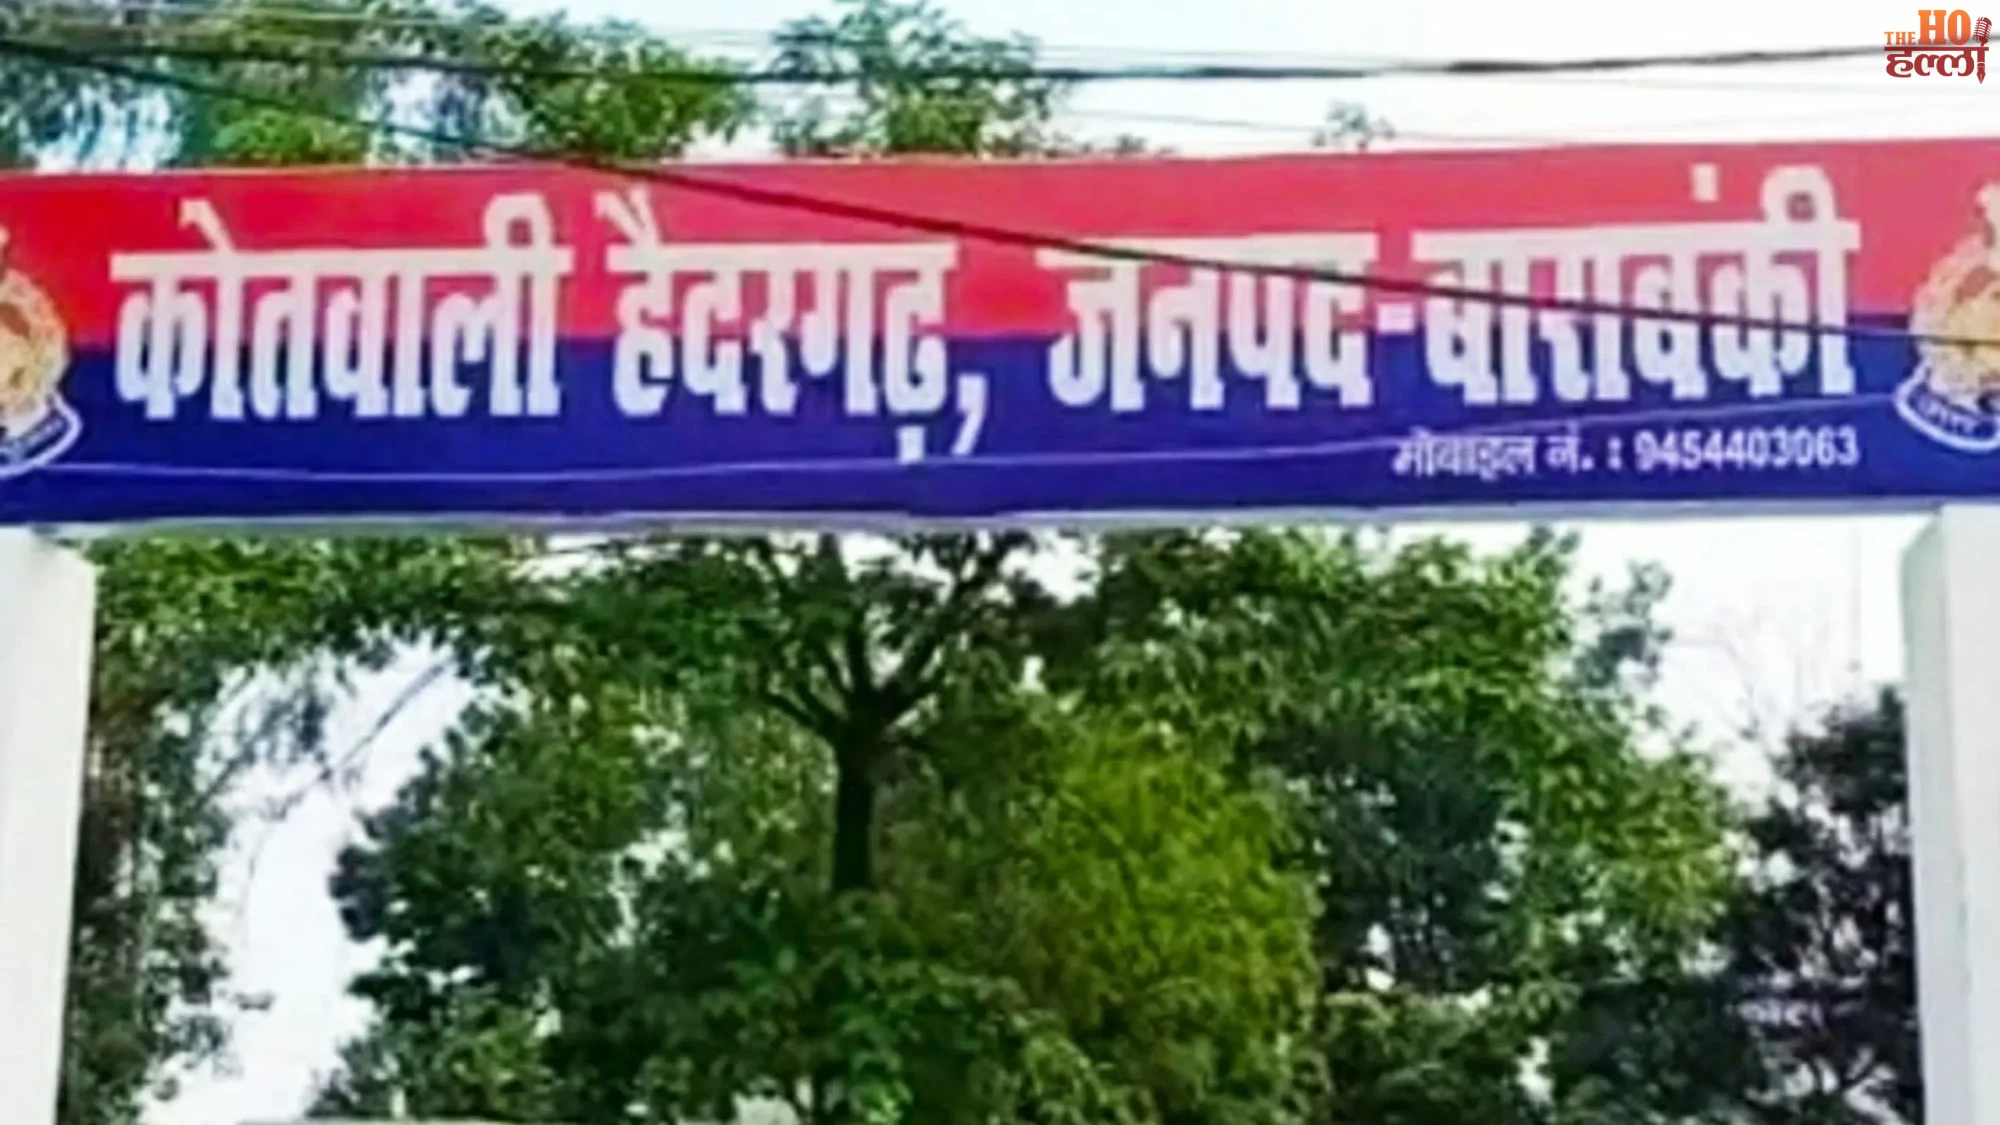 THE HO
हल्ला
कोतवाली हैदरगढ़, जनपद-बाराबंकी
मोबाइल नं. : 9454403063